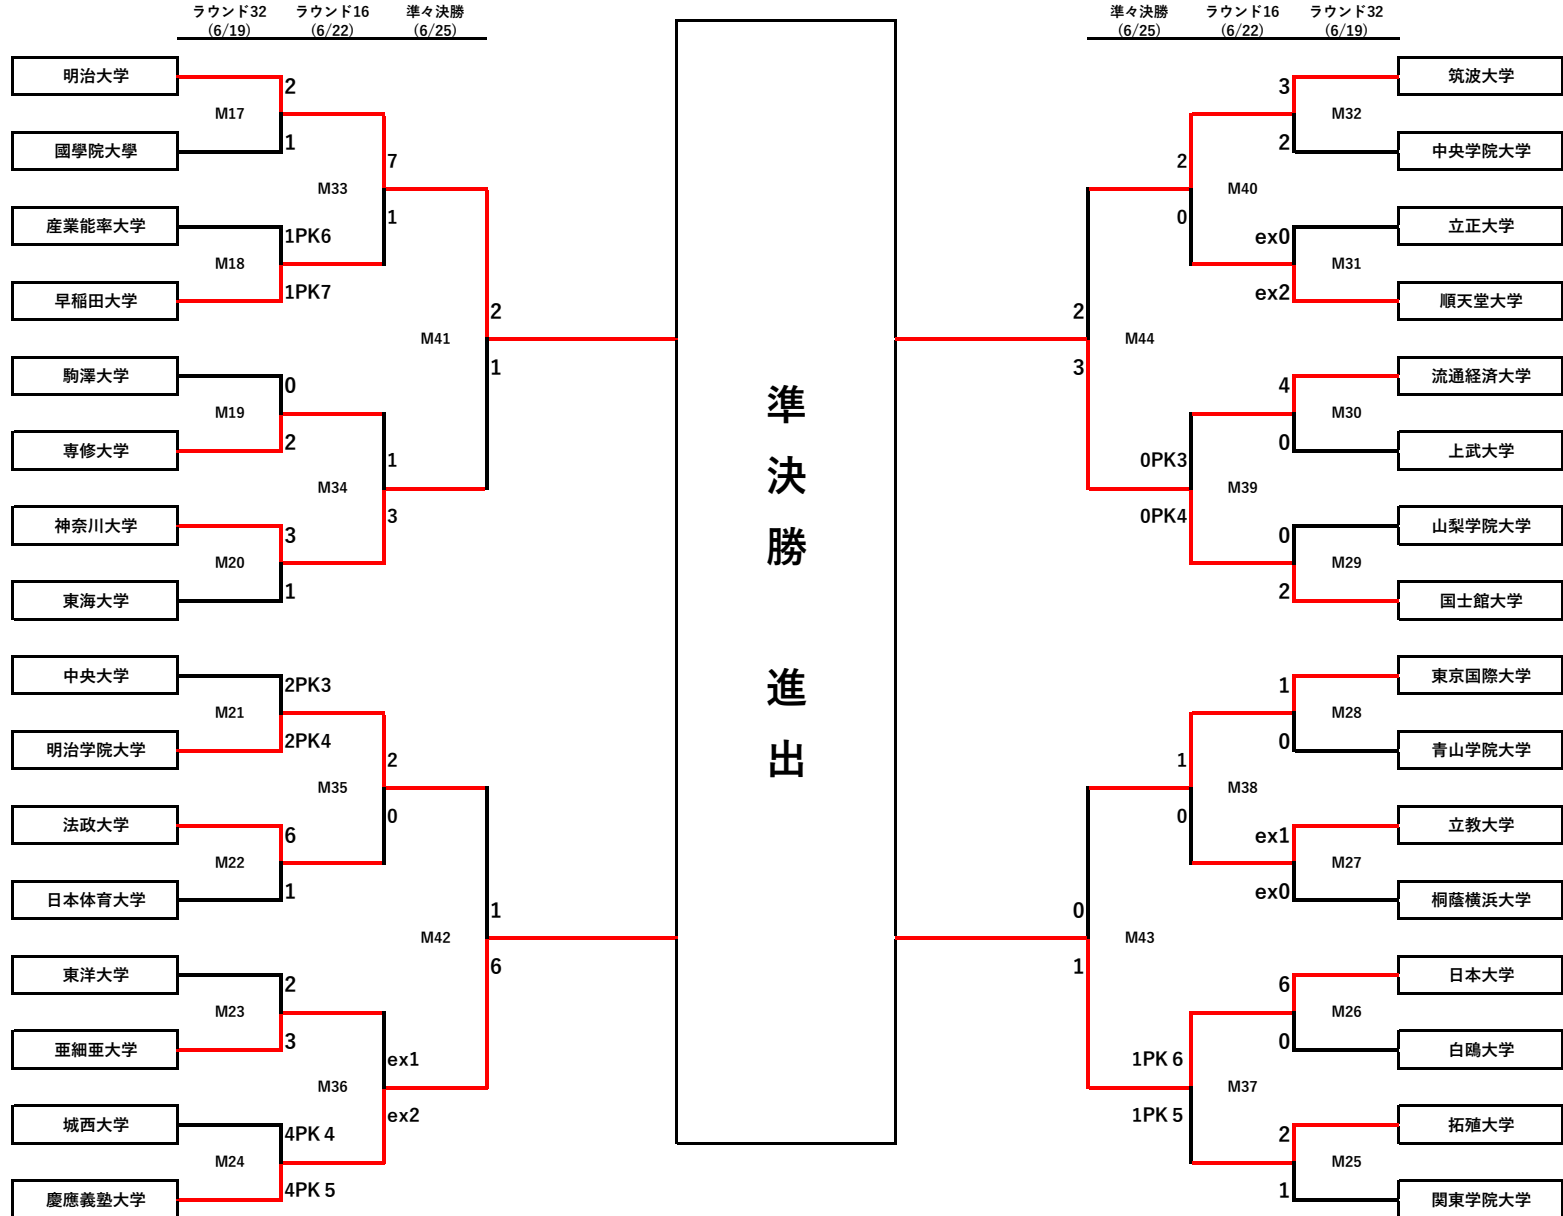 ラウンド32 ラウンド16 準々決勝
(6/19) (6/22) (6/25)
準々決勝 ラウンド16 ラウンド32
(6/25) (6/22) (6/19)
明治大学
2
M17
1
國學院大學
7
M33
1
産業能率大学
1PK6
M18
1PK7
早稲田大学
2
M41
1
駒澤大学
0
M19
2
専修大学
1
M34
3
神奈川大学
3
M20
1
東海大学
中央大学
2PK3
M21
2PK4
明治学院大学
2
M35
0
法政大学
6
M22
1
日本体育大学
1
M42
6
東洋大学
2
M23
3
亜細亜大学
ex1
M36
ex2
城西大学
4PK 4
M24
4PK 5
慶應義塾大学
準
決
勝
進
出
筑波大学
3
M32
2
中央学院大学
2
M40
0
立正大学
ex0
M31
ex2
順天堂大学
2
M44
3
流通経済大学
4
M30
0
上武大学
0PK3
M39
0PK4
山梨学院大学
0
M29
2
国士館大学
東京国際大学
1
M28
0
青山学院大学
1
M38
0
立教大学
ex1
M27
ex0
桐蔭横浜大学
0
M43
1
日本大学
6
M26
0
白鴎大学
1PK 6
M37
1PK 5
拓殖大学
2
M25
1
関東学院大学